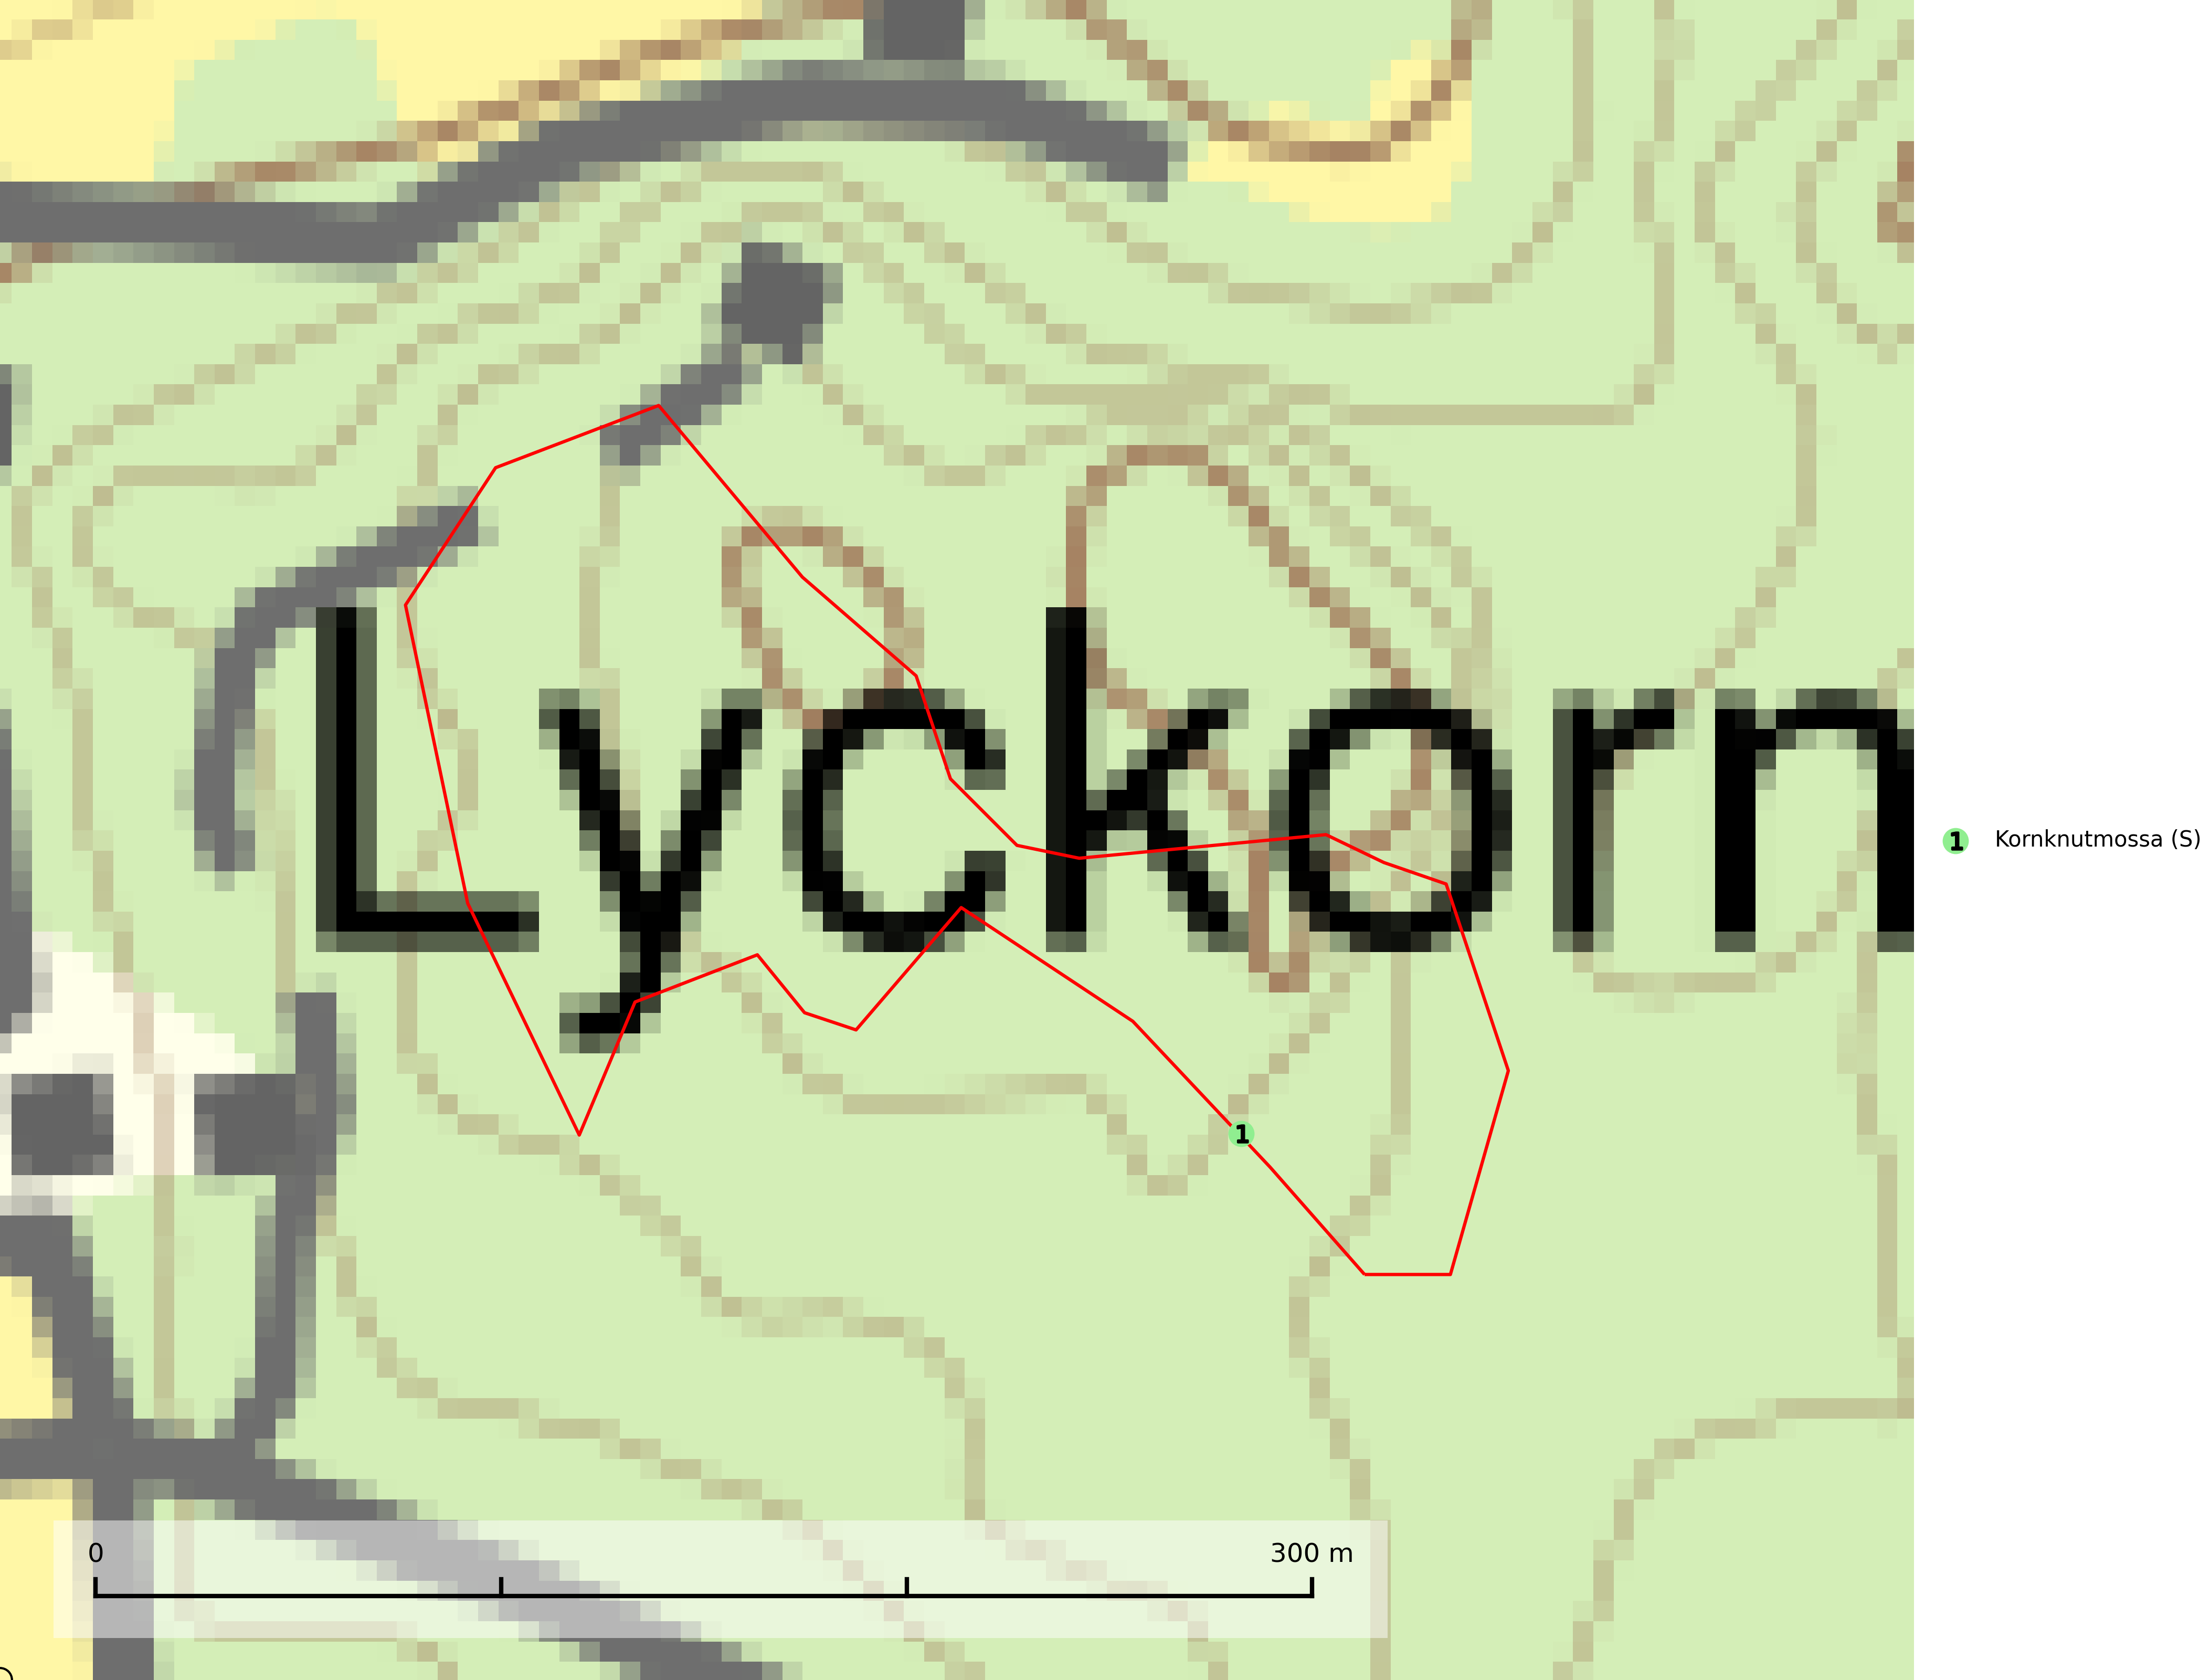 Lyckorn
1 Kornknutmossa (S)
1
0 300 m